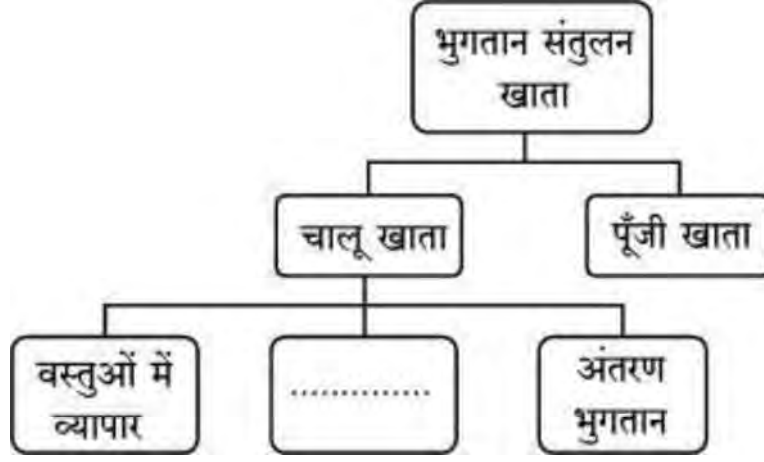 भुगतान संतुलन
खाता
चालू खाता
पूँजी खाता
वस्तुओं में
व्यापार
..............
अंतरण
भुगतान